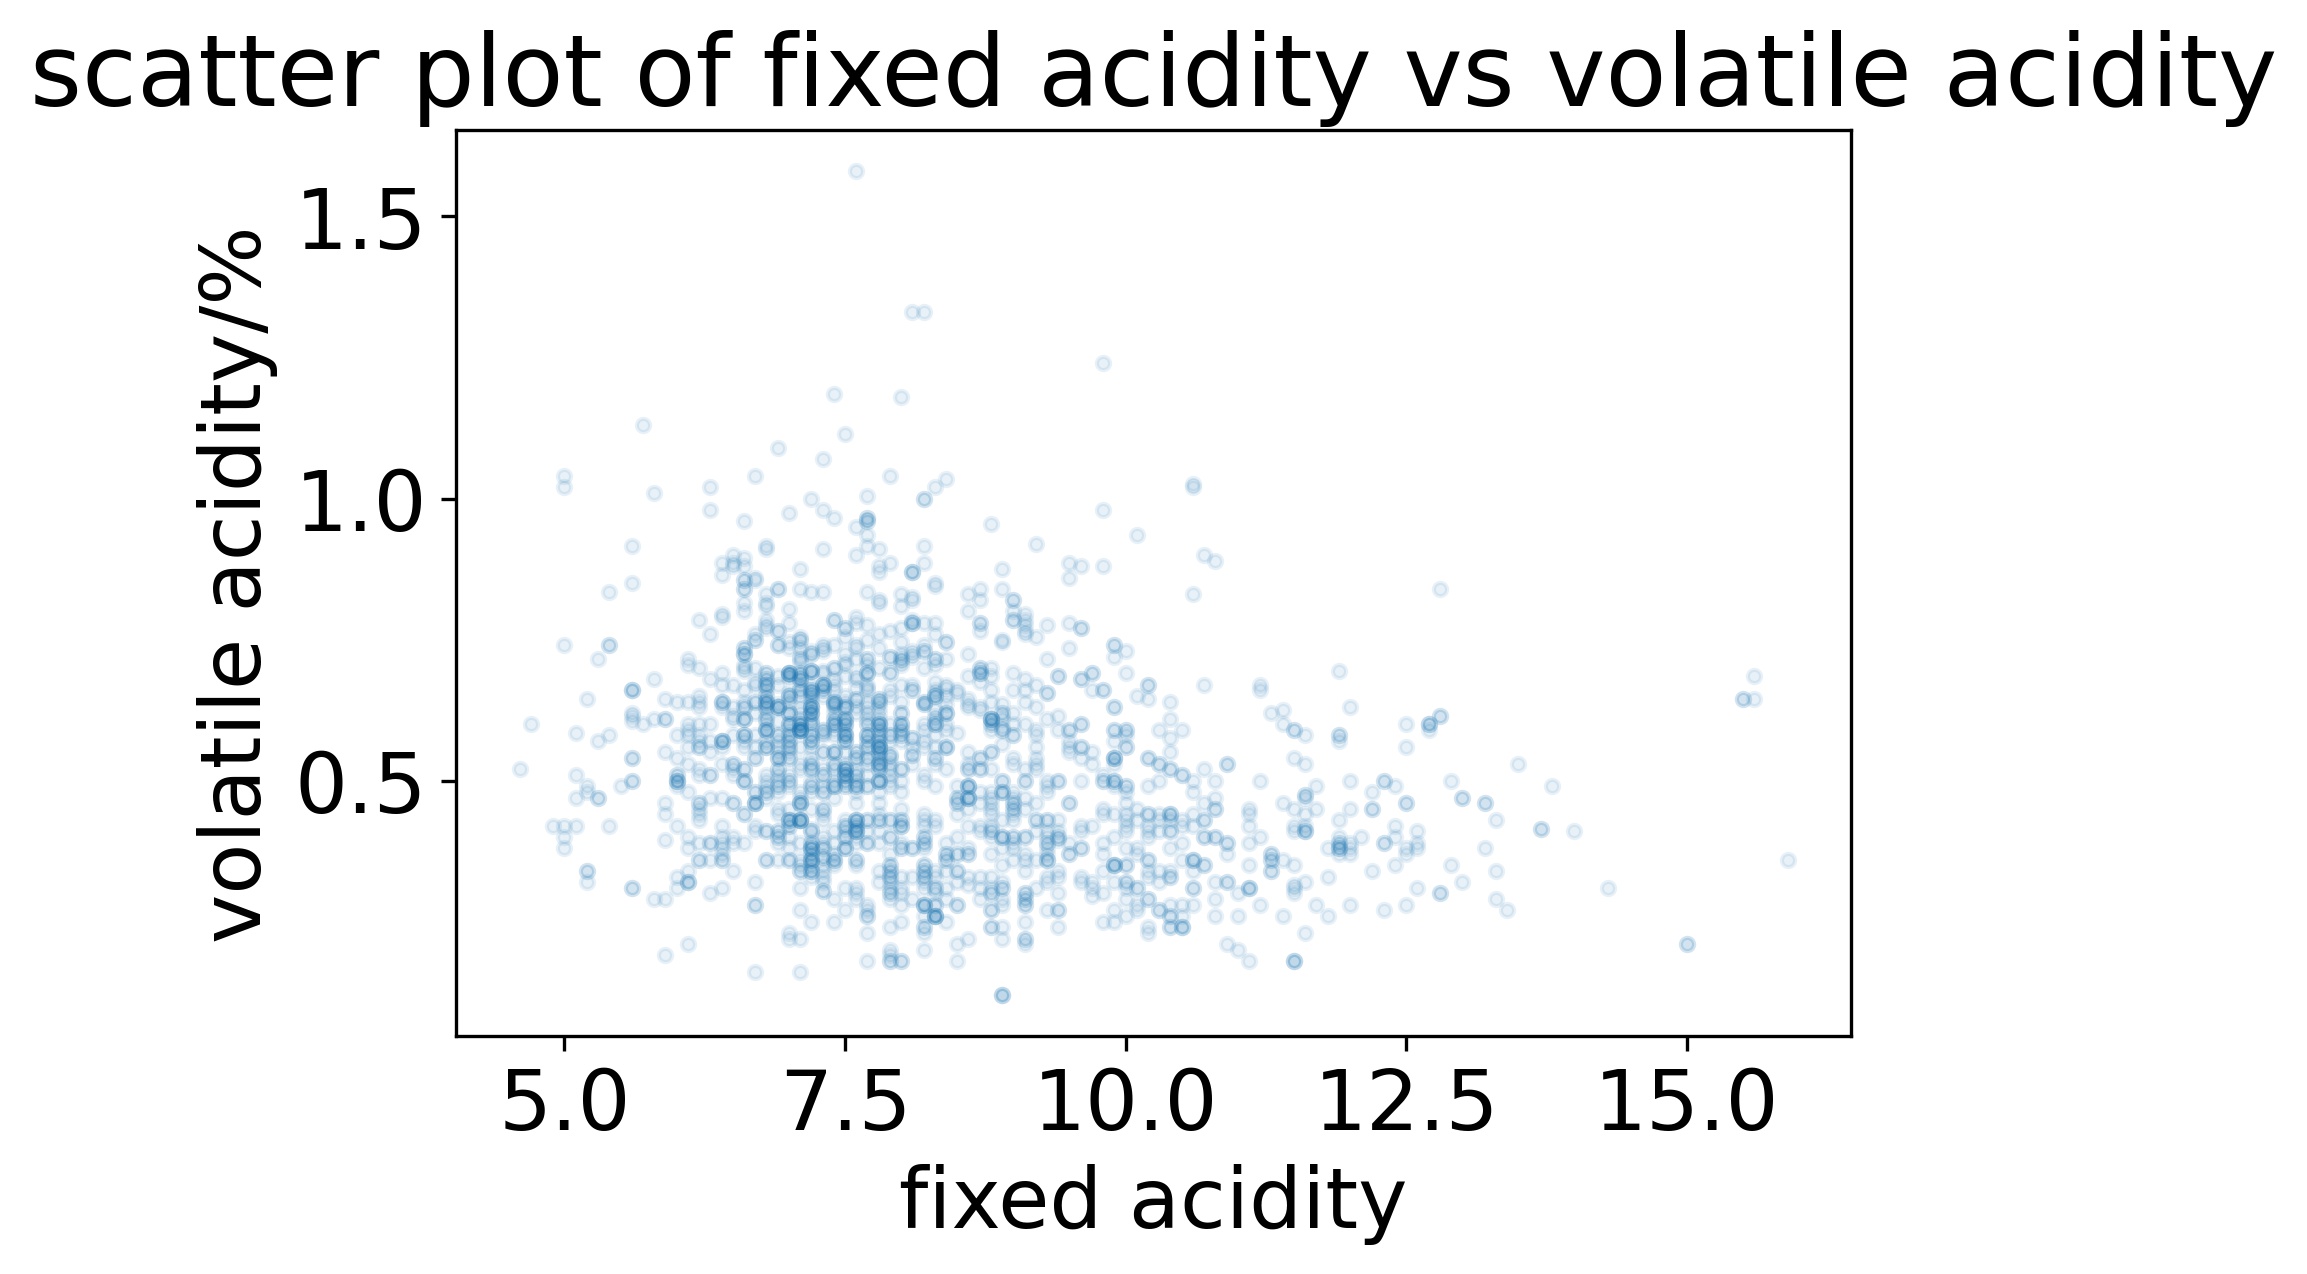 scatter plot of fixed acidity vs volatile acidity
volatile acidity/%
1.5
1.0
0.5
5.0 7.5 10.0 12.5 15.0
fixed acidity